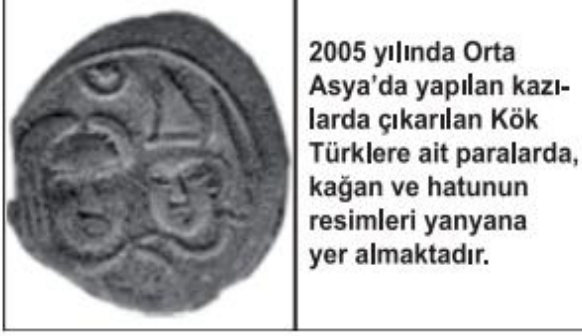 2005 yılında Orta
Asya’da yapılan kazı-
larda çıkarılan Kök
Türklere ait paralarda,
kağan ve hatunun
resimleri yanyana
yer almaktadır.